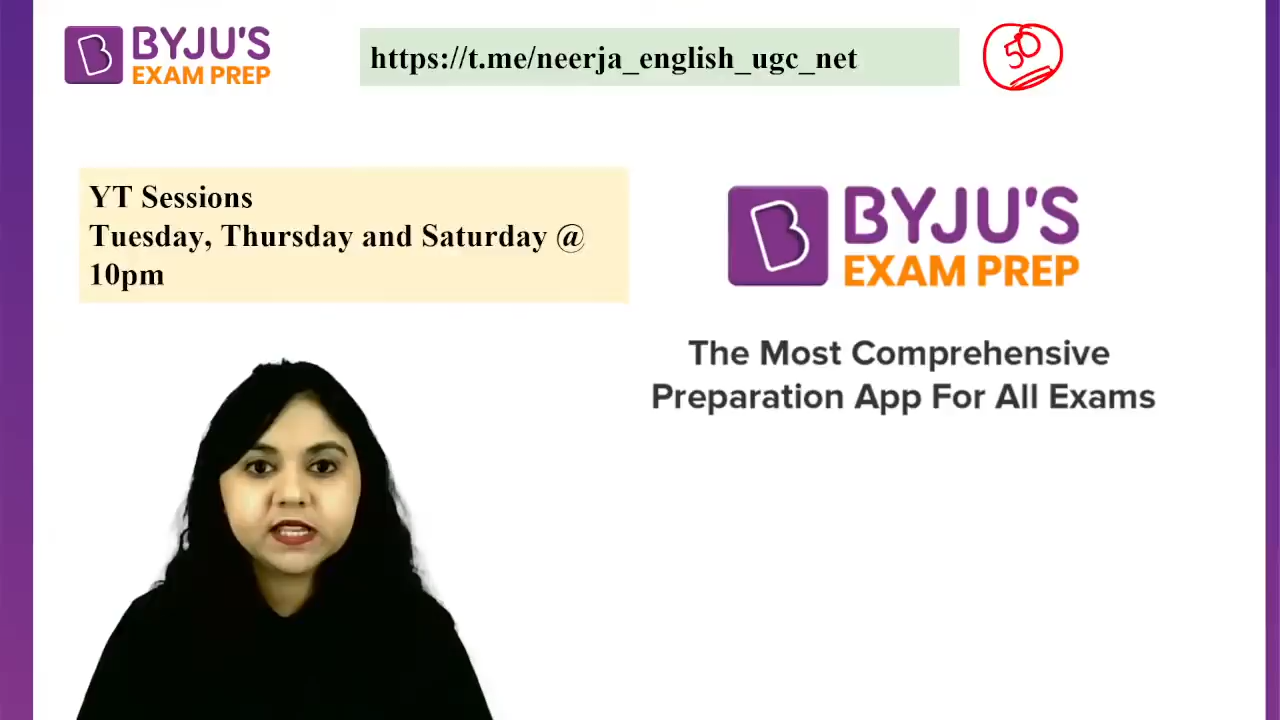 BYJU'S
EXAM PREP
https://t.me/neerja_english_ugc_net
50
YT Sessions
Tuesday, Thursday and Saturday @
10pm
BYJU'S
EXAM PREP
The Most Comprehensive
Preparation App For All Exams